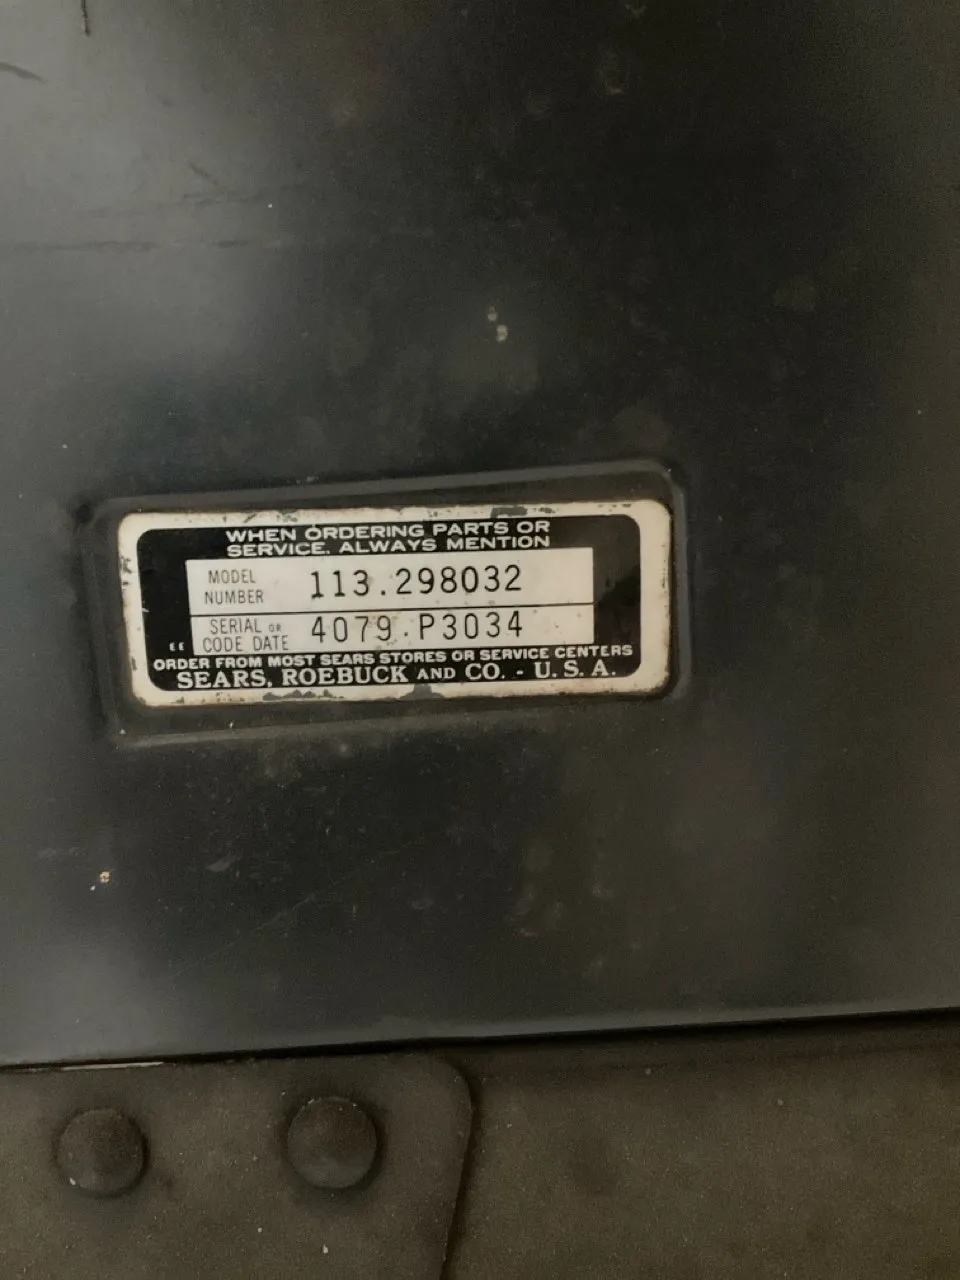 WHEN ORDERING PARTS OR
SERVICE. ALWAYS MENTION
MODEL
NUMBER
113.298032
SERIAL OR
CODE DATE
4079.P3034
EE
ORDER FROM MOST SEARS STORES OR SERVICE CENTERS
SEARS, ROEBUCK AND CO. - U.S.A.